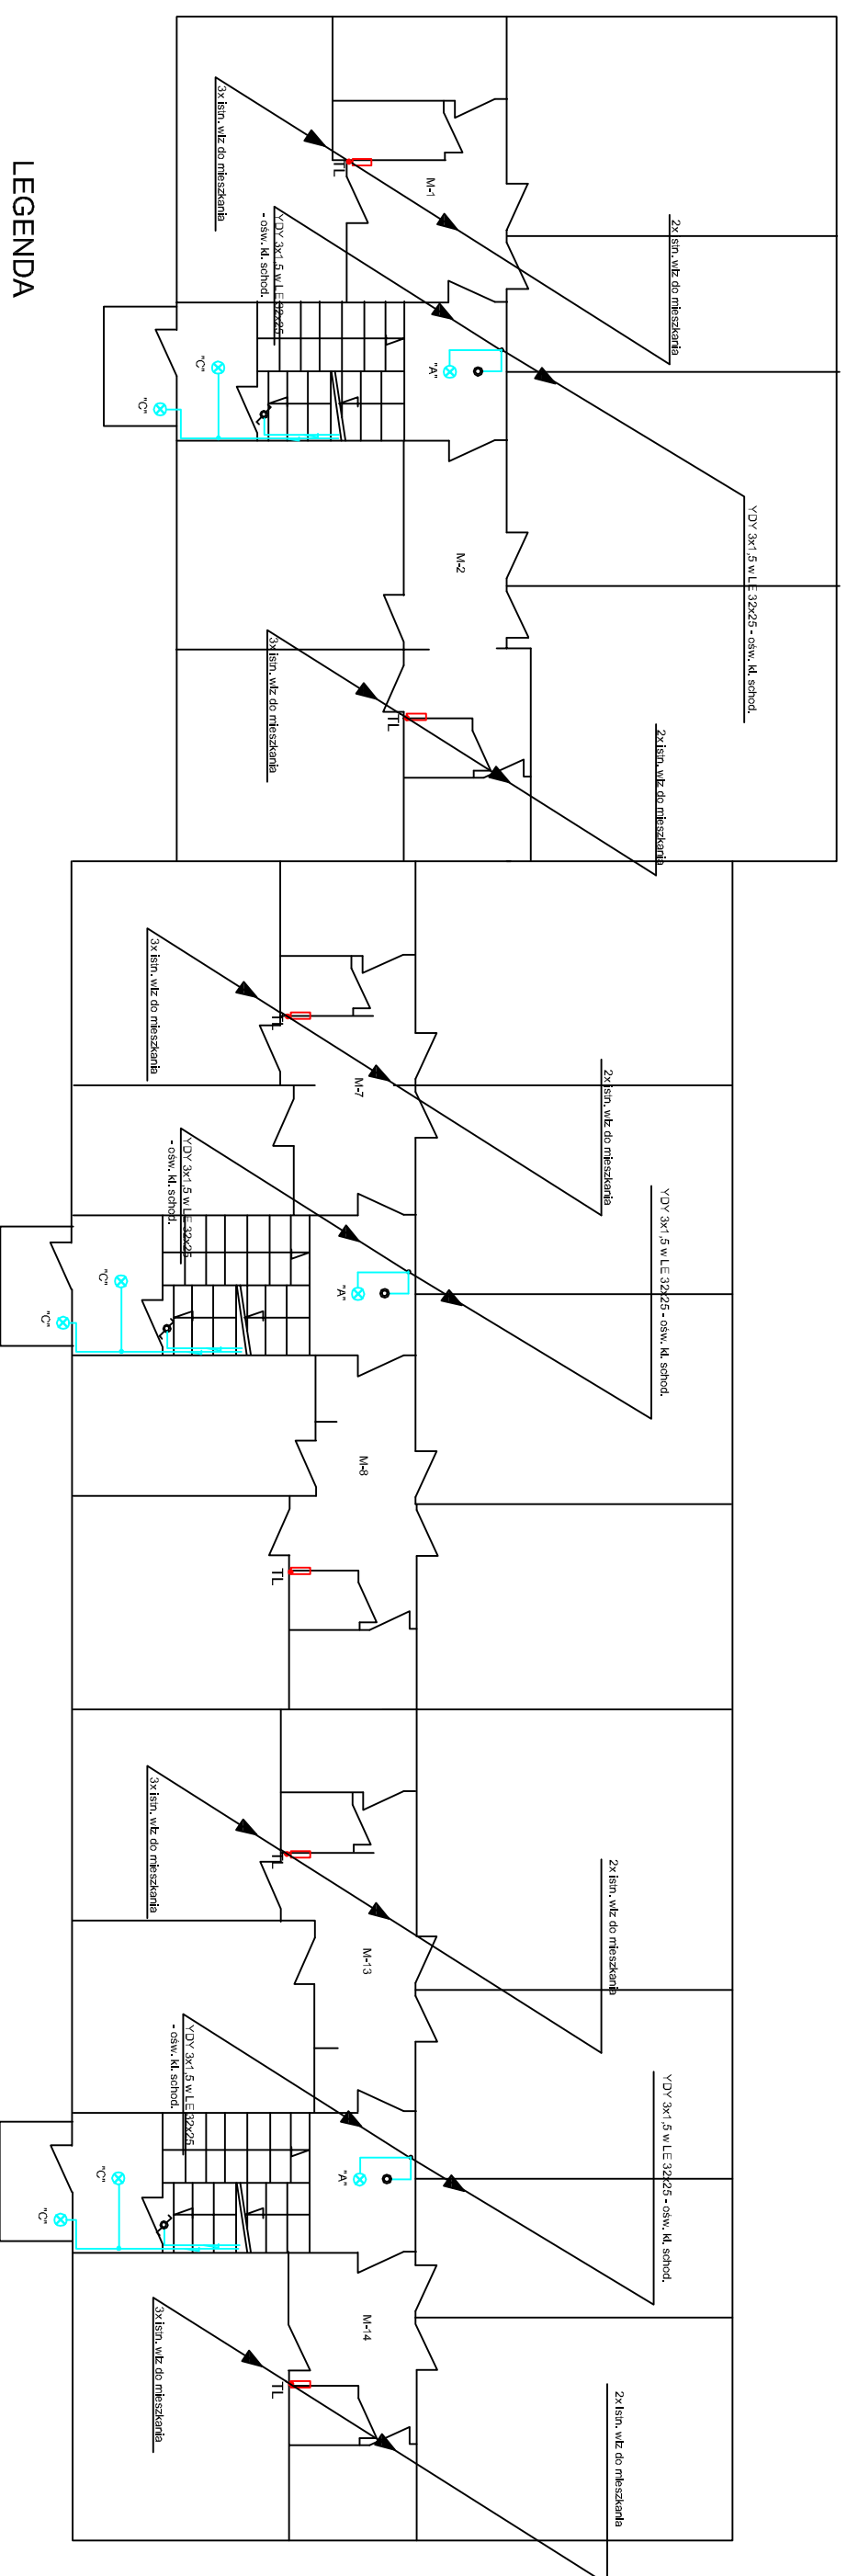 3x istn. wlz do mieszkania
TL
M-1
2x istn. wlz do mieszkania
YDY 3x1,5 w LE 32x25
- ośw. kl. schod.
"C"
"C"
"A"
YDY 3x1,5 w LE 32x25 - ośw. kl. schod.
M-2
3x istn. wlz do mieszkania
TL
2x istn. wlz do mieszkania
3x istn. wlz do mieszkania
TL
M-7
2x istn. wlz do mieszkania
YDY 3x1,5 w LE 32x25
- ośw. kl. schod.
"C"
"C"
"A"
YDY 3x1,5 w LE 32x25 - ośw. kl. schod.
M-8
TL
3x istn. wlz do mieszkania
TL
M-13
2x istn. wlz do mieszkania
YDY 3x1,5 w LE 32x25
- ośw. kl. schod.
"C"
"C"
"A"
YDY 3x1,5 w LE 32x25 - ośw. kl. schod.
M-14
3x istn. wlz do mieszkania
TL
2x istn. wlz do mieszkania
LEGENDA